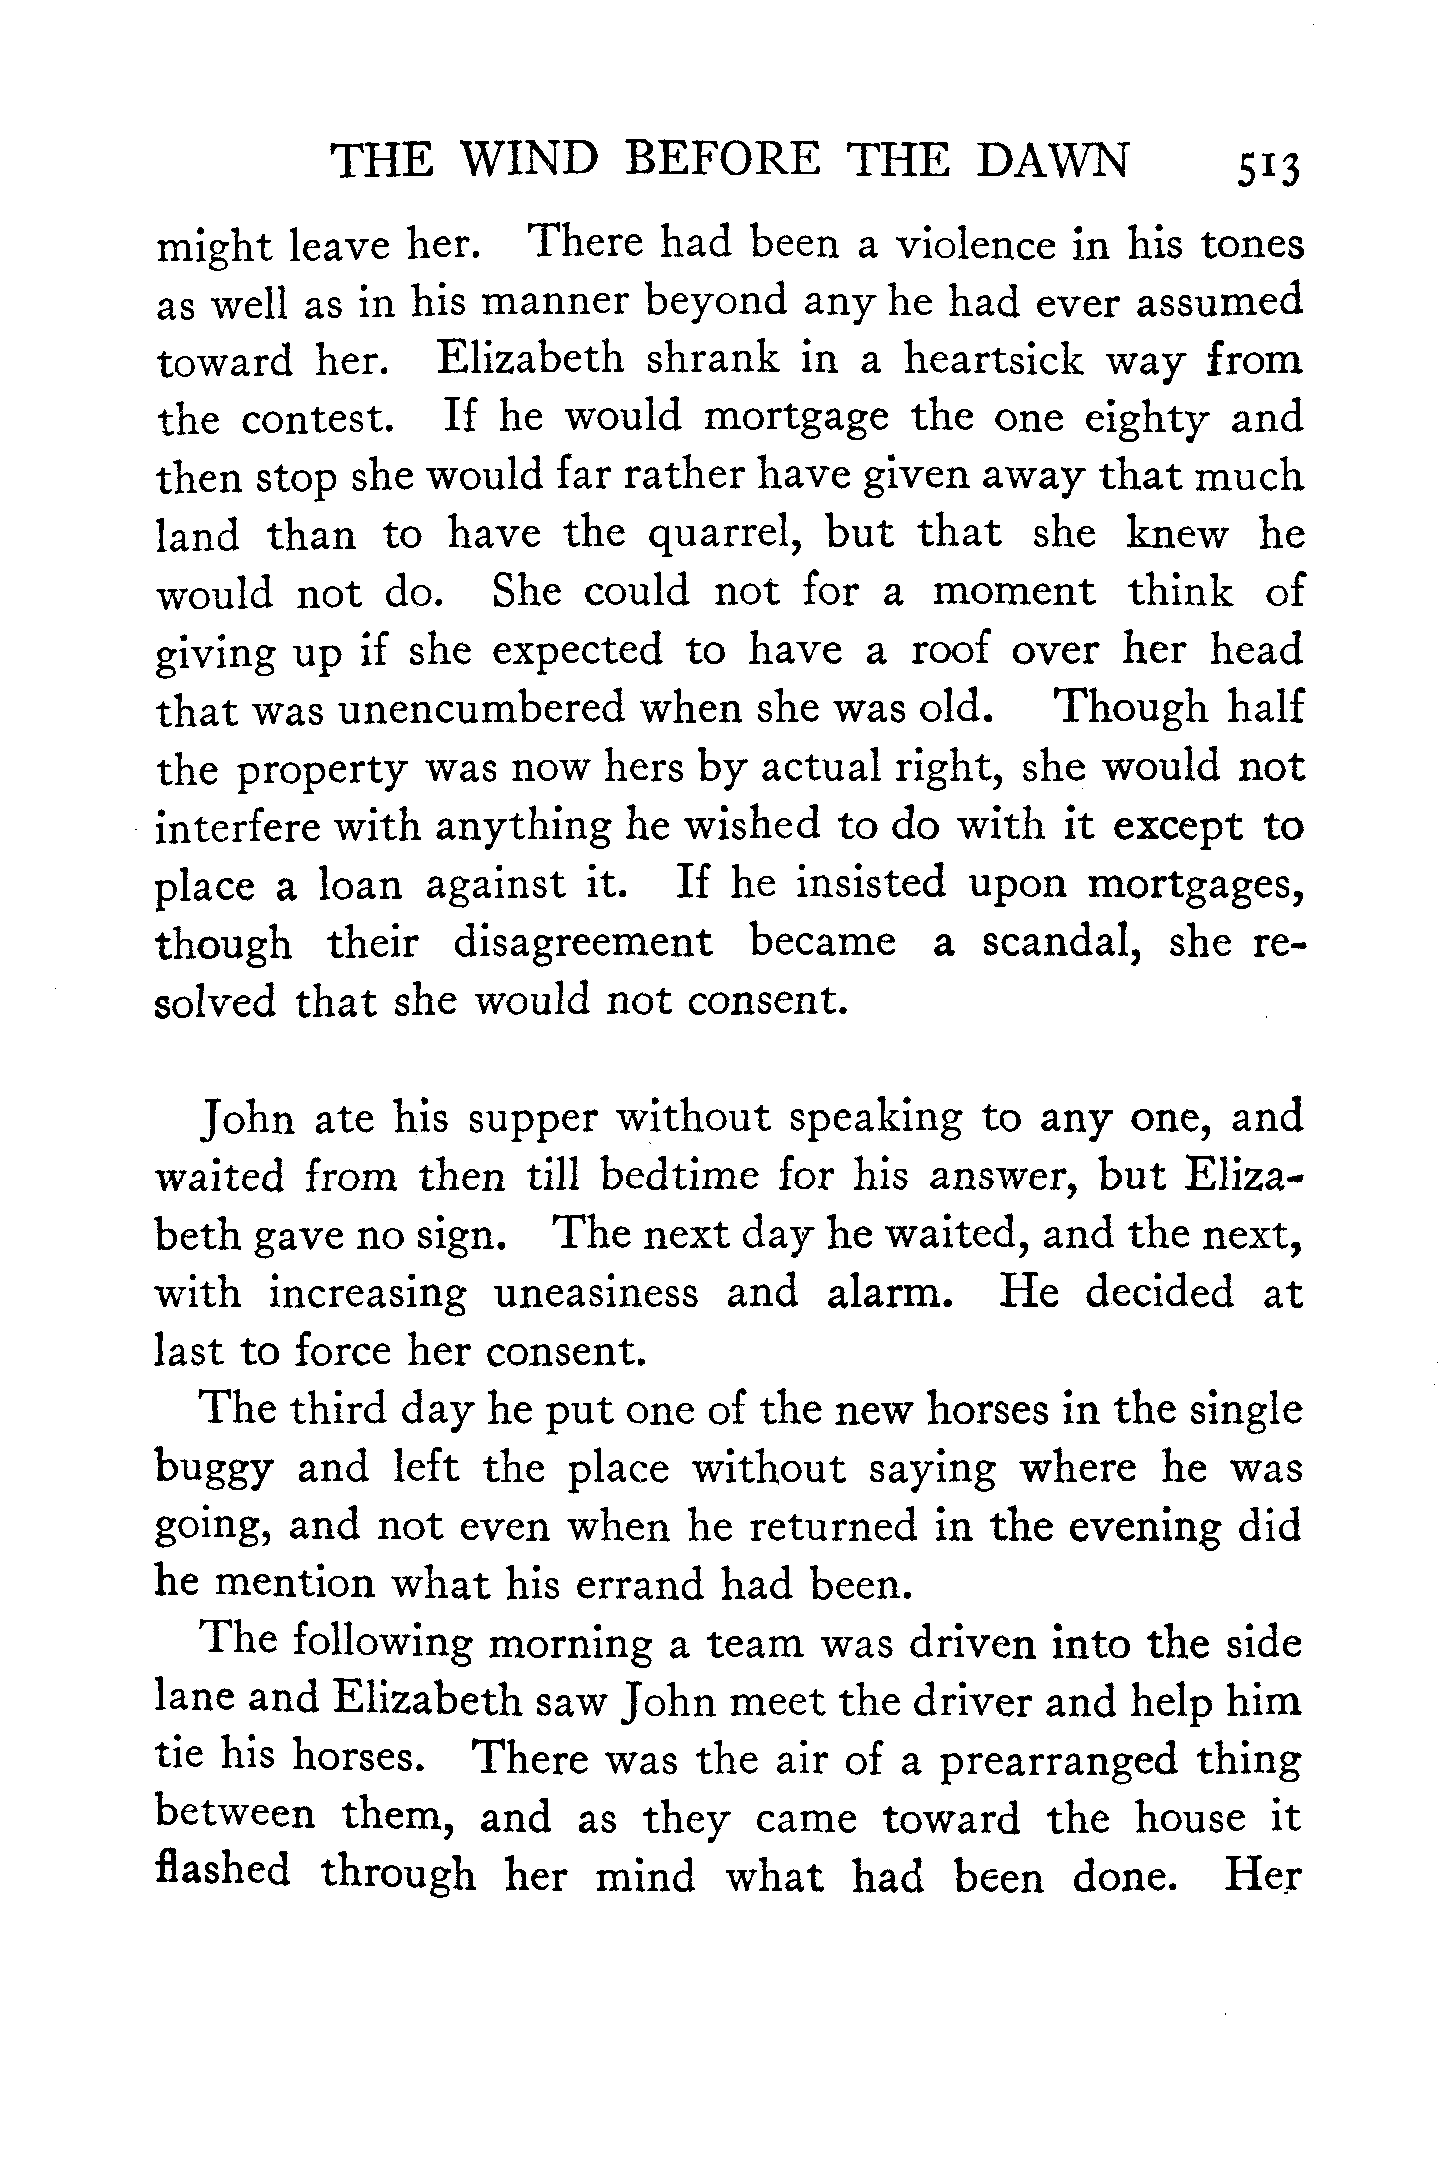 THE WIND BEFORE THE DAWN 513
might leave her. There had been a violence in his tones
as well as in his manner beyond any he had ever assumed
toward her. Elizabeth shrank in a heartsick way from
the contest. If he would mortgage the one eighty and
then stop she would far rather have given away that much
land than to have the quarrel, but that she knew he
would not do. She could not for a moment think of
giving up if she expected to have a roof over her head
that was unencumbered when she was old. Though half
the property was now hers by actual right, she would not
interfere with anything he wished to do with it except to
place a loan against it. If he insisted upon mortgages,
though their disagreement became a scandal, she re-
solved that she would not consent.
John ate his supper without speaking to any one, and
waited from then till bedtime for his answer, but Eliza-
beth gave no sign. The next day he waited, and the next,
with increasing uneasiness and alarm. He decided at
last to force her consent.
The third day he put one of the new horses in the single
buggy and left the place without saying where he was
going, and not even when he returned in the evening did
he mention what his errand had been.
The following morning a team was driven into the side
lane and Elizabeth saw John meet the driver and help him
tie his horses. There was the air of a prearranged thing
between them, and as they came toward the house it
flashed through her mind what had been done. Her